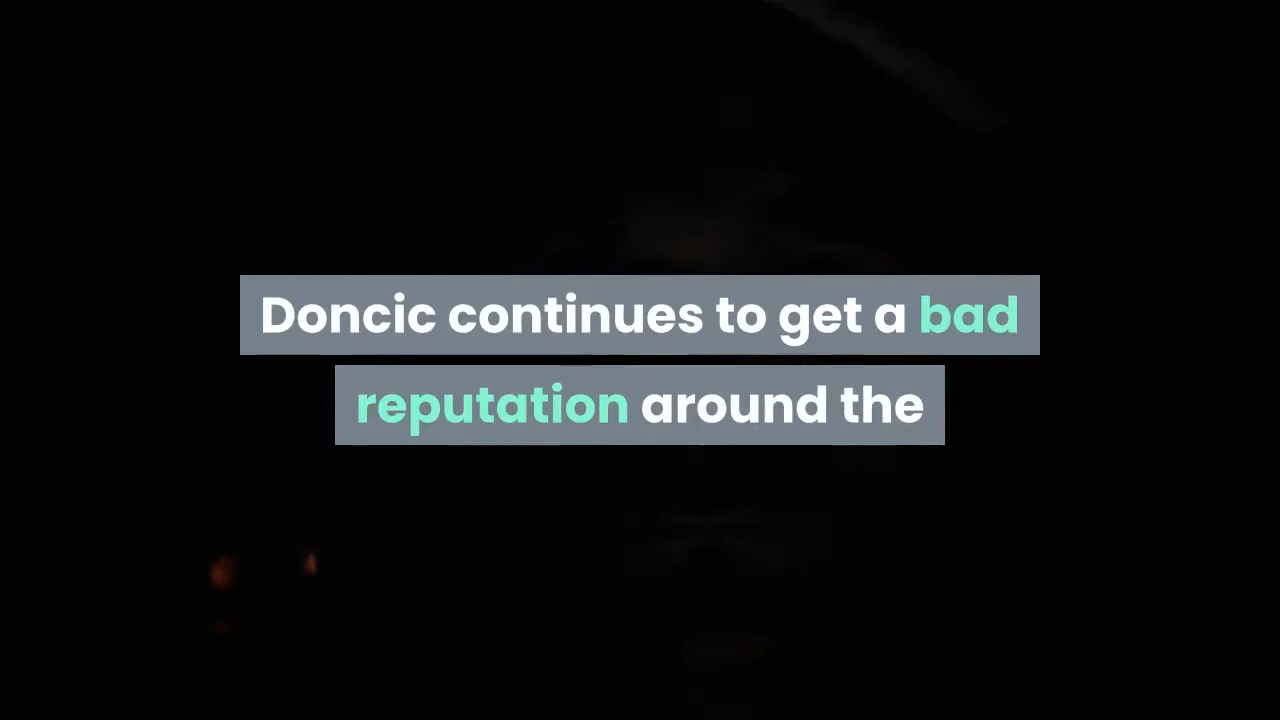 Doncic continues to get a bad
reputation around the